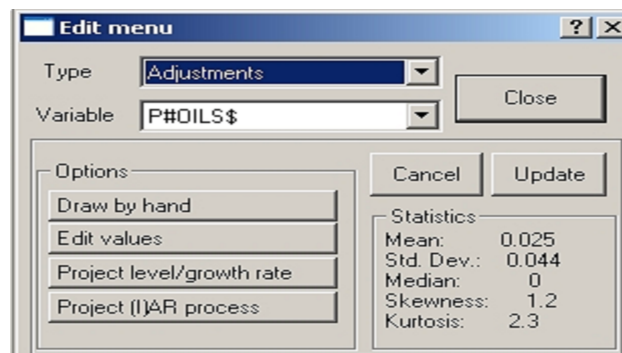 Edit menu ? ×
Type Adjustments
Close
Variable P#OILS$
Options
Cancel Update
Draw by hand
Edit values
Project level/growth rate
Project (I)AR process
Statistics
Mean: 0.025
Std. Dev.: 0.044
Median: 0
Skewness: 1.2
Kurtosis: 2.3